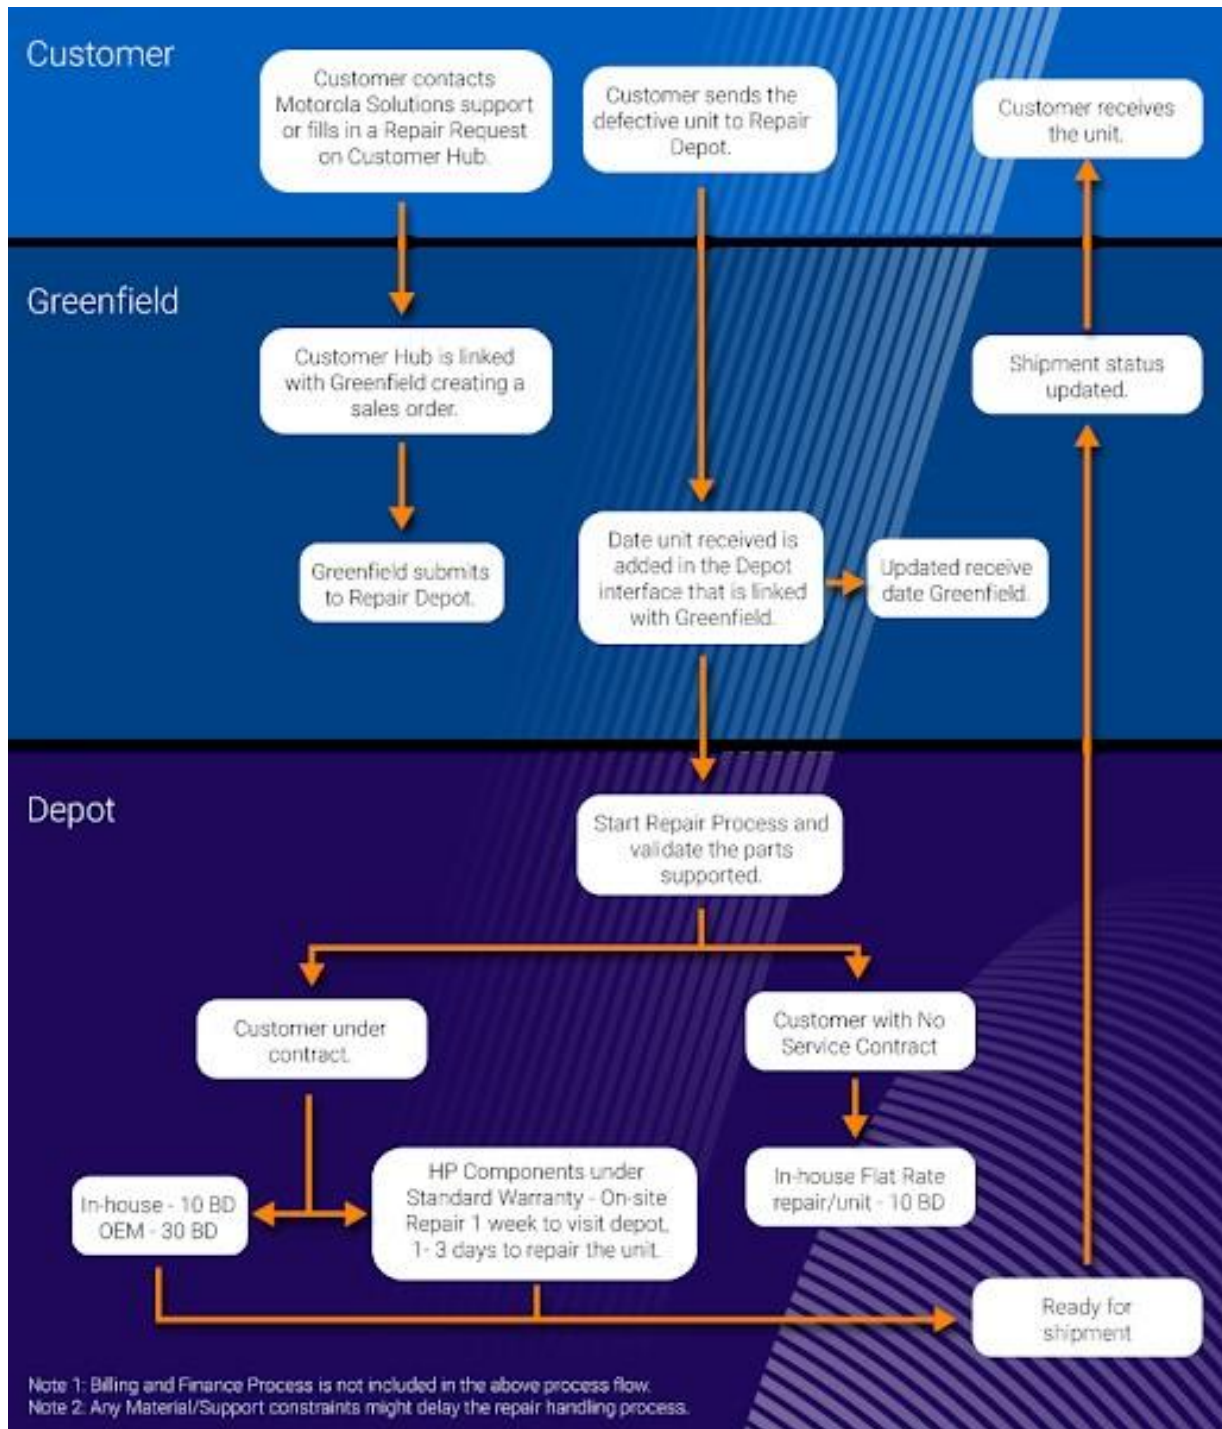 Customer
Customer contacts
Motorola Solutions support
or fills in a Repair Request
on Customer Hub.
Customer sends the
defective unit to Repair
Depot.
Customer receives
the unit.
Greenfield
Customer Hub is linked
with Greenfield creating a
sales order.
Shipment status
updated.
Greenfield submits
to Repair Depot.
Date unit received is
added in the Depot
interface that is linked
with Greenfield.
Updated receive
date Greenfield.
Depot
Start Repair Process and
validate the parts
supported.
Customer under
contract.
Customer with No
Service Contract
In-house - 10 BD
OEM - 30 BD
HP Components under
Standard Warranty - On-site
Repair 1 week to visit depot,
1- 3 days to repair the unit.
In-house Flat Rate
repair/unit - 10 BD
Ready for
shipment
Note 1: Billing and Finance Process is not included in the above process flow.
Note 2: Any Material/Support constraints might delay the repair handling process.